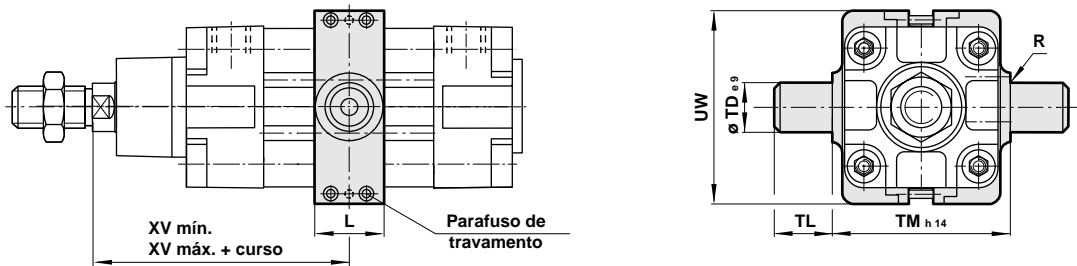 XV mín.
XV máx. + curso
L
Parafuso de
travamento
UW
ø TD e 9
R
TL
TM h 14